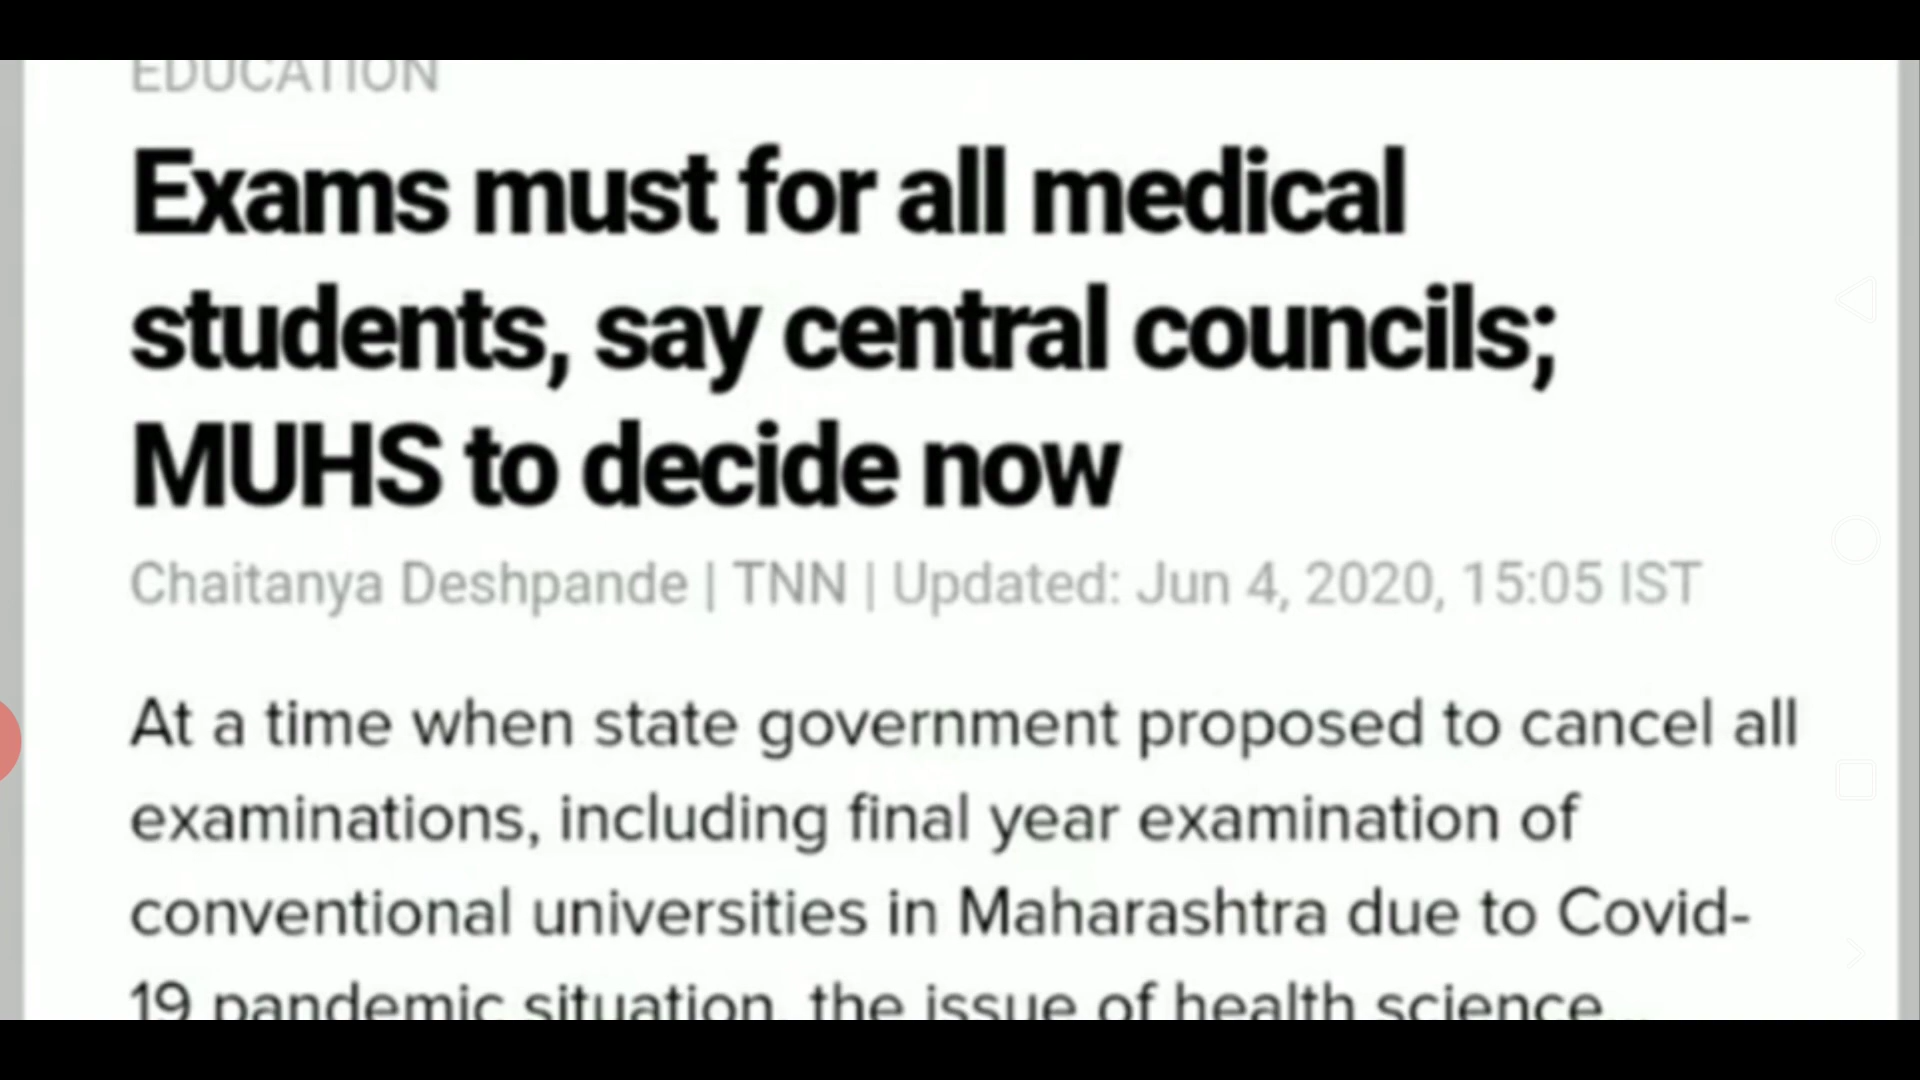 EDUCATION
Exams must for all medical
students, say central councils;
MUHS to decide now
Chaitanya Deshpande | TNN | Updated: Jun 4, 2020, 15:05 IST
At a time when state government proposed to cancel all
examinations, including final year examination of
conventional universities in Maharashtra due to Covid-
19 pandemic situation, the issue of health science...